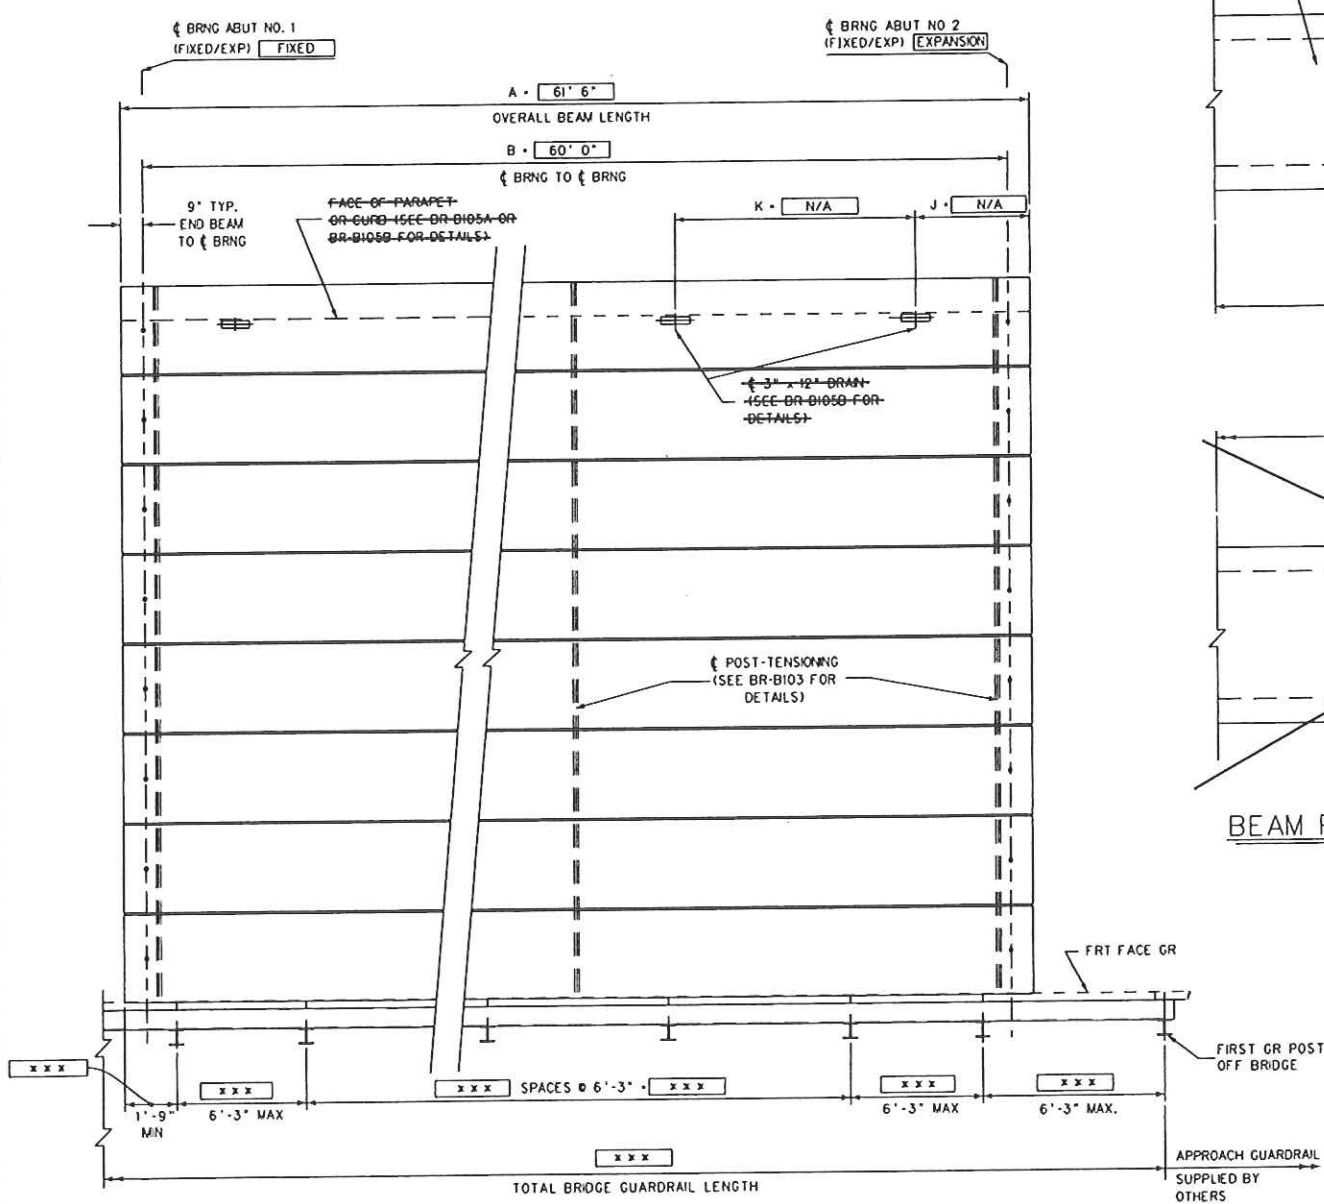 ℄ BRNG ABUT NO. 1
(FIXED/EXP) FIXED
℄ BRNG ABUT NO 2
(FIXED/EXP) EXPANSION
A = 61' 6"
OVERALL BEAM LENGTH
B = 60' 0"
℄ BRNG TO ℄ BRNG
9" TYP.
END BEAM
TO ℄ BRNG
FACE OF PARAPET
OR CURB (SEE BR-B105A OR
BR-B105B FOR DETAILS)
K = N/A
J = N/A
℄ 3" x 12" DRAIN
(SEE BR-B105B FOR
DETAILS)
℄ POST-TENSIONING
(SEE BR-B103 FOR
DETAILS)
BEAM
FRT FACE GR
FIRST GR POST
OFF BRIDGE
x x x
1'-9"
MIN
x x x
6'-3" MAX
x x x SPACES @ 6'-3" = x x x
x x x
6'-3" MAX
x x x
6'-3" MAX.
x x x
TOTAL BRIDGE GUARDRAIL LENGTH
APPROACH GUARDRAIL
SUPPLIED BY
OTHERS